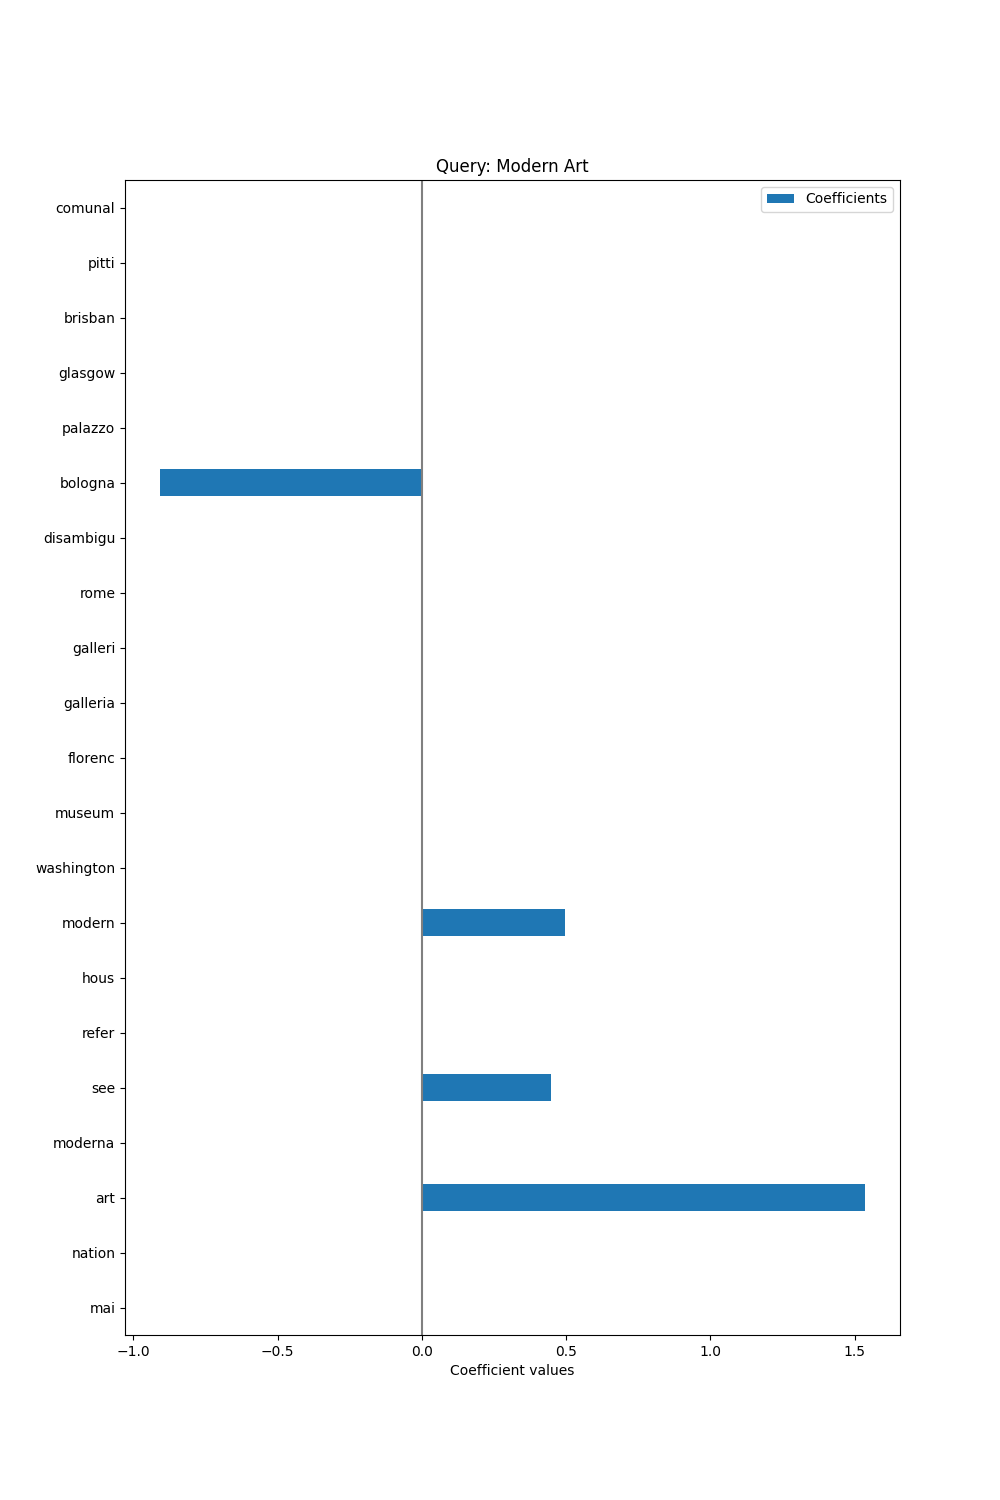 Query: Modern Art
Coefficients
comunal
pitti
brisban
glasgow
palazzo
bologna
disambigu
rome
galleri
galleria
florenc
museum
washington
modern
hous
refer
see
moderna
art
nation
mai
−1.0 −0.5 0.0 0.5 1.0 1.5
Coefficient values